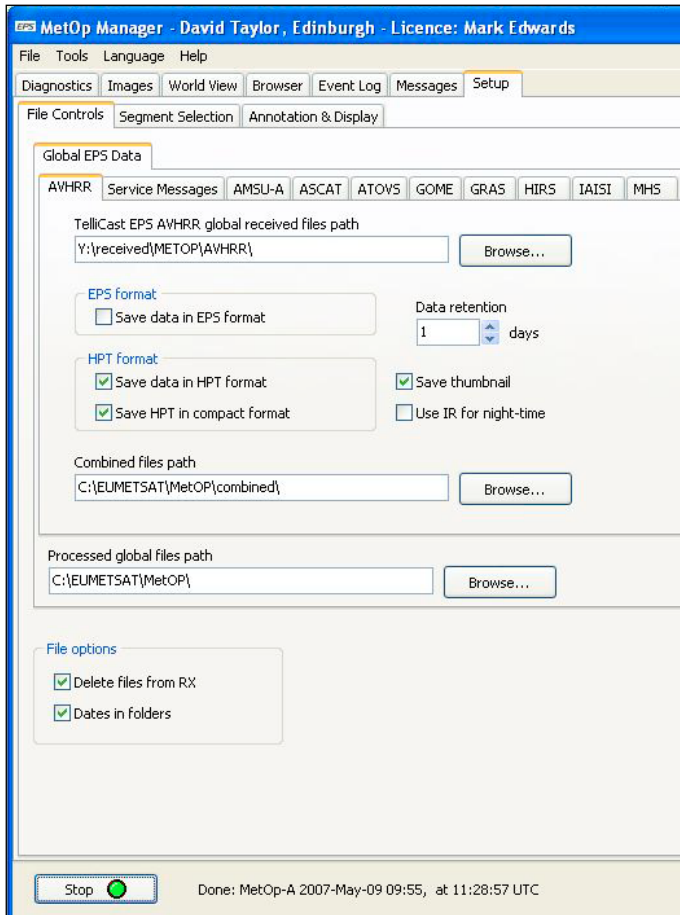 EPS MetOp Manager - David Taylor, Edinburgh - Licence: Mark Edwards
File Tools Language Help
Diagnostics Images World View Browser Event Log Messages Setup
File Controls Segment Selection Annotation & Display
Global EPS Data
AVHRR Service Messages AMSU-A ASCAT ATOVS GOME GRAS HIRS IAISI MHS
TelliCast EPS AVHRR global received files path
Y:\received\METOP\AVHRR\ Browse...
EPS format
Save data in EPS format
Data retention
1 days
HPT format
Save data in HPT format
Save HPT in compact format
Save thumbnail
Use IR for night-time
Combined files path
C:\EUMETSAT\MetOP\combined\ Browse...
Processed global files path
C:\EUMETSAT\MetOP\ Browse...
File options
Delete files from RX
Dates in folders
Stop Done: MetOp-A 2007-May-09 09:55, at 11:28:57 UTC